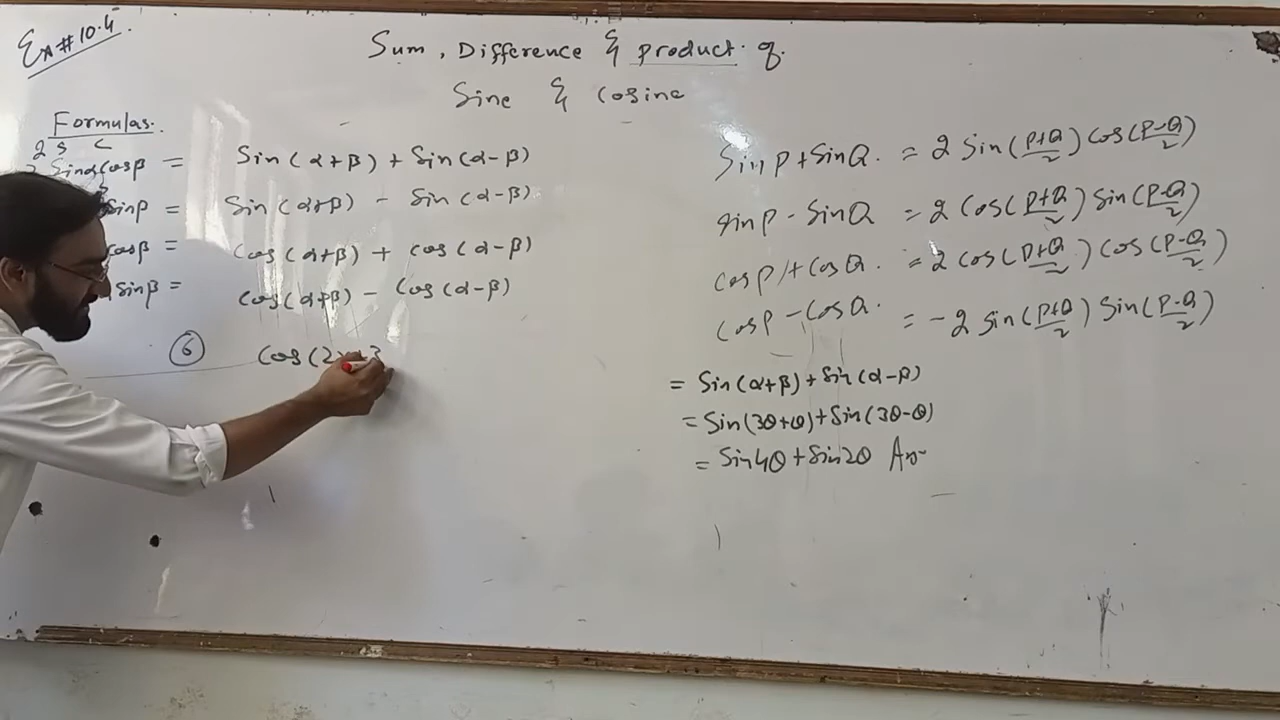 Ex # 10.4
Sum, Difference & product of
Sine & Cosine
Formulas.
2 S C
Sinα Cosβ = Sin(α+β) + Sin(α-β)
Sinβ = Sin(α+β) - Sin(α-β)
Cosβ = Cos(α+β) + Cos(α-β)
Sinβ = Cos(α+β) - Cos(α-β)
⑥ Cos(2
Sin P + Sin Q. = 2 Sin(P+Q/2) Cos(P-Q/2)
Sin P - Sin Q = 2 Cos(P+Q/2) Sin(P-Q/2)
Cos P + Cos Q. = 2 Cos(P+Q/2) Cos(P-Q/2)
Cos P - Cos Q. = -2 Sin(P+Q/2) Sin(P-Q/2)
= Sin(α+β) + Sin(α-β)
= Sin(3θ+θ) + Sin(3θ-θ)
= Sin4θ + Sin2θ Ans